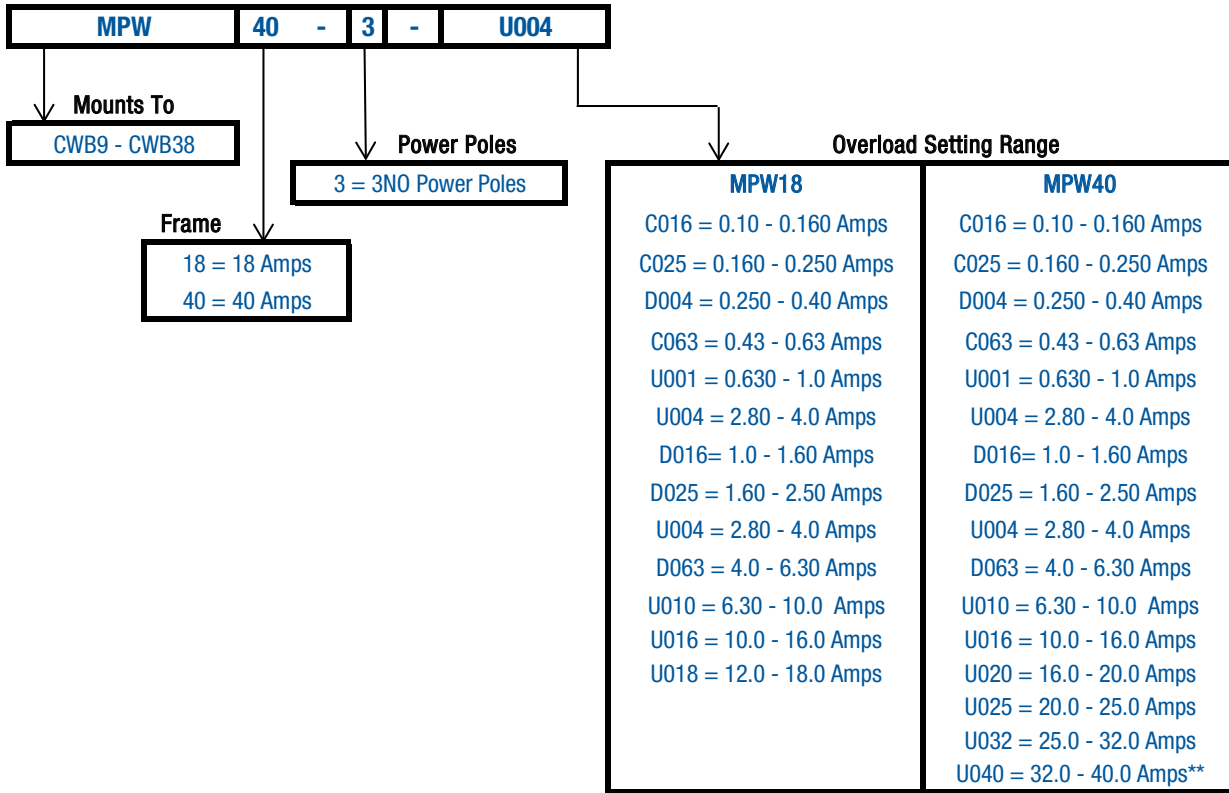 MPW 40 - 3 - U004
Mounts To
CWB9 - CWB38
Power Poles
3 = 3NO Power Poles
Frame
18 = 18 Amps
40 = 40 Amps
Overload Setting Range
MPW18
C016 = 0.10 - 0.160 Amps
C025 = 0.160 - 0.250 Amps
D004 = 0.250 - 0.40 Amps
C063 = 0.43 - 0.63 Amps
U001 = 0.630 - 1.0 Amps
U004 = 2.80 - 4.0 Amps
D016= 1.0 - 1.60 Amps
D025 = 1.60 - 2.50 Amps
U004 = 2.80 - 4.0 Amps
D063 = 4.0 - 6.30 Amps
U010 = 6.30 - 10.0 Amps
U016 = 10.0 - 16.0 Amps
U018 = 12.0 - 18.0 Amps
MPW40
C016 = 0.10 - 0.160 Amps
C025 = 0.160 - 0.250 Amps
D004 = 0.250 - 0.40 Amps
C063 = 0.43 - 0.63 Amps
U001 = 0.630 - 1.0 Amps
U004 = 2.80 - 4.0 Amps
D016= 1.0 - 1.60 Amps
D025 = 1.60 - 2.50 Amps
U004 = 2.80 - 4.0 Amps
D063 = 4.0 - 6.30 Amps
U010 = 6.30 - 10.0 Amps
U016 = 10.0 - 16.0 Amps
U020 = 16.0 - 20.0 Amps
U025 = 20.0 - 25.0 Amps
U032 = 25.0 - 32.0 Amps
U040 = 32.0 - 40.0 Amps**